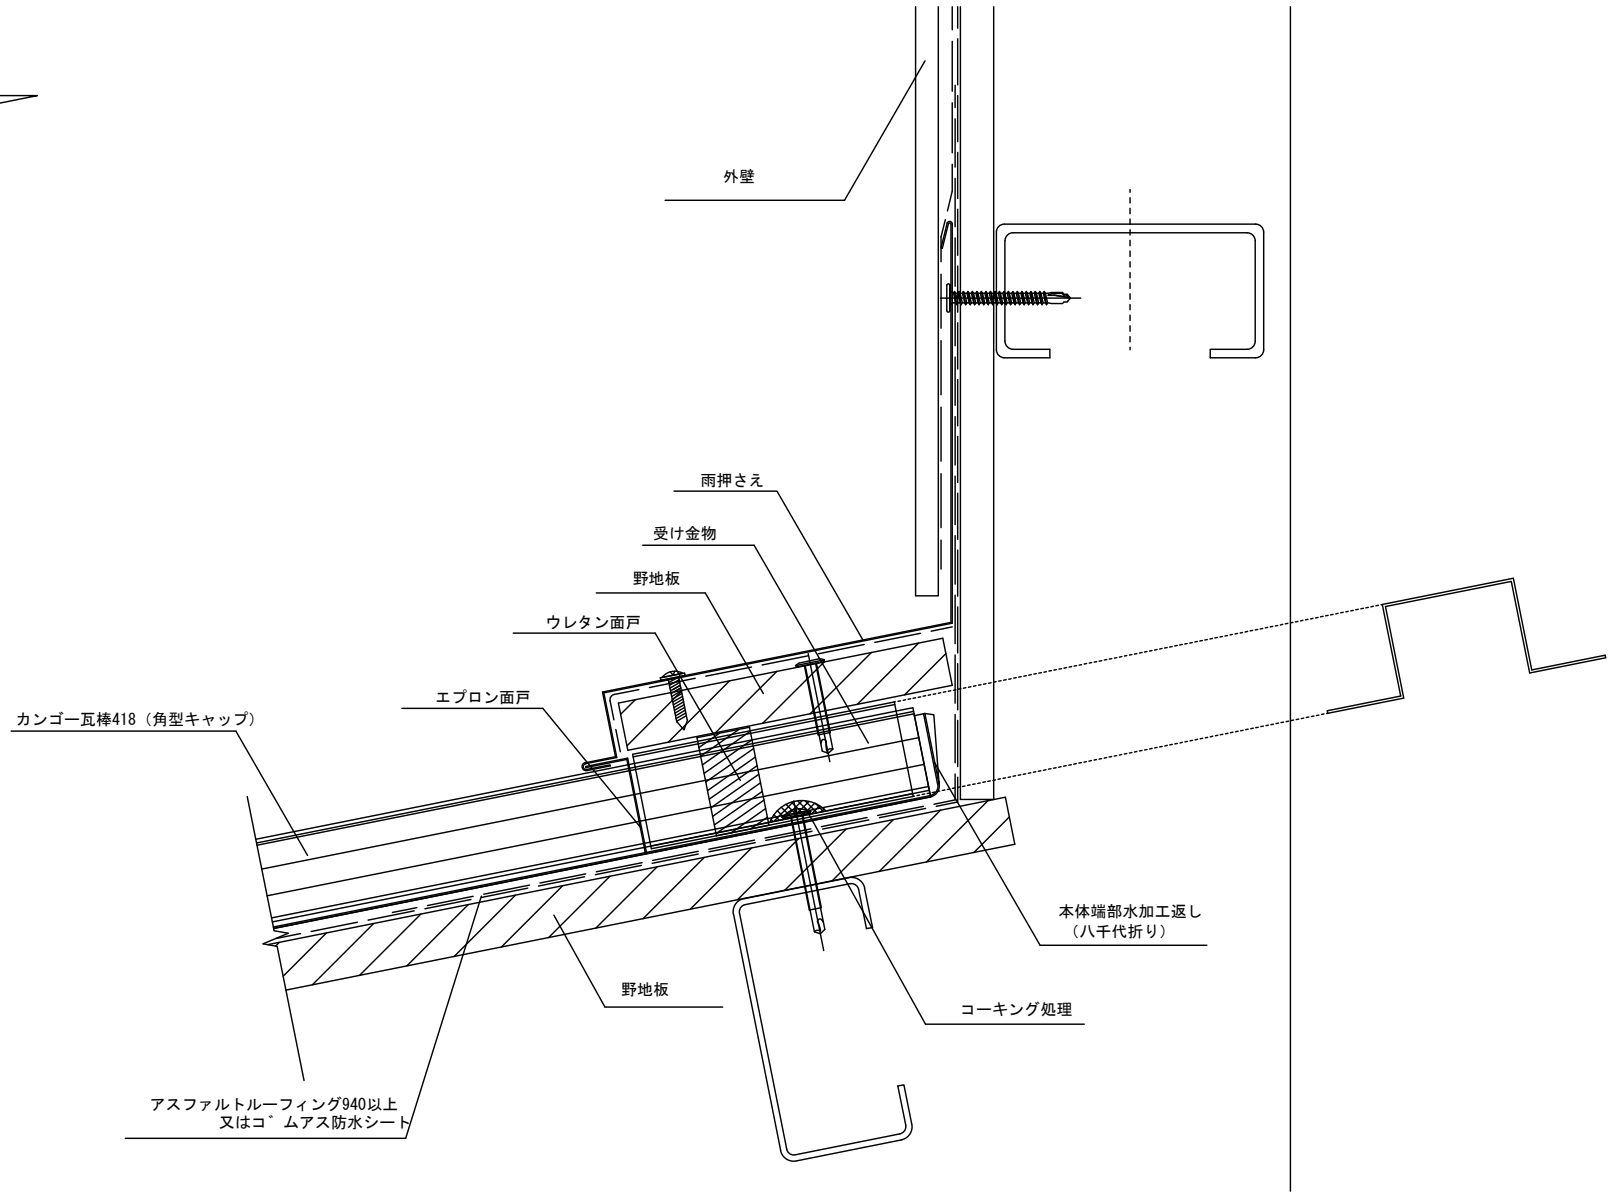 外壁
雨押さえ
受け金物
野地板
ウレタン面戸
エプロン面戸
カンゴー瓦棒418（角型キャップ）
本体端部水加工返し
（八千代折り）
野地板
コーキング処理
アスファルトルーフィング940以上
又はコ゛ムアス防水シート